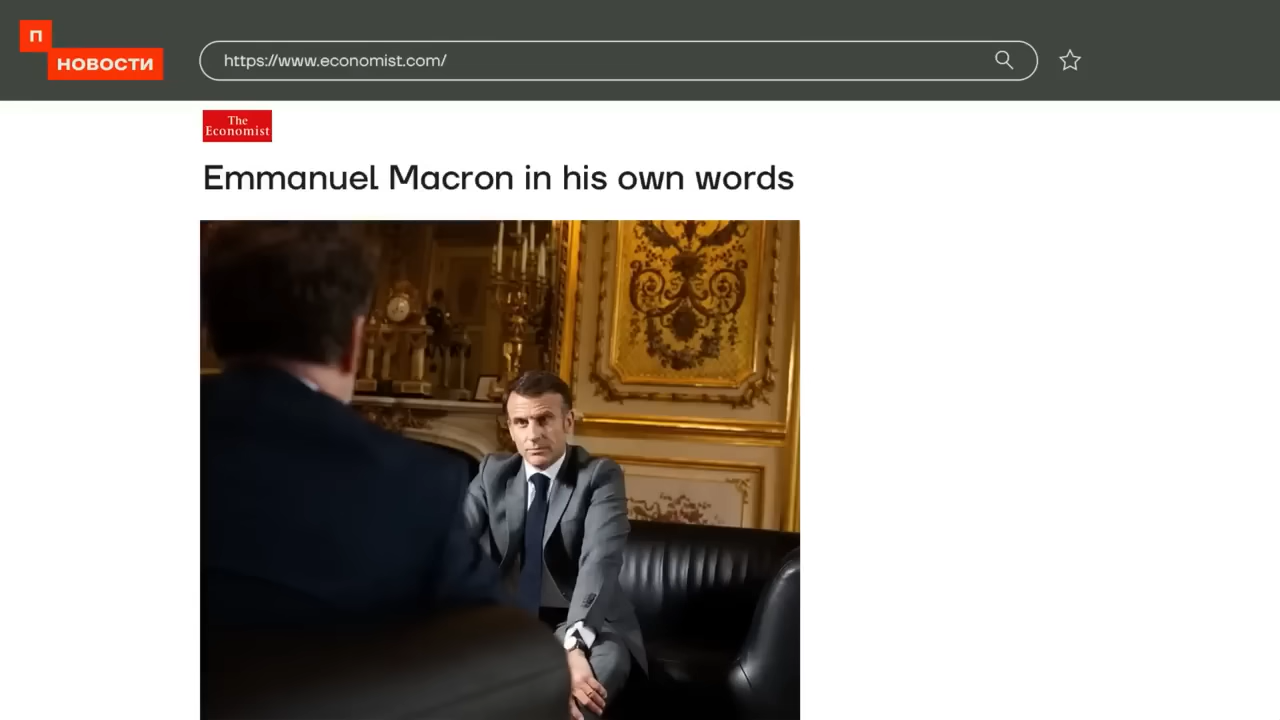 П
НОВОСТИ
https://www.economist.com/
The
Economist
Emmanuel Macron in his own words